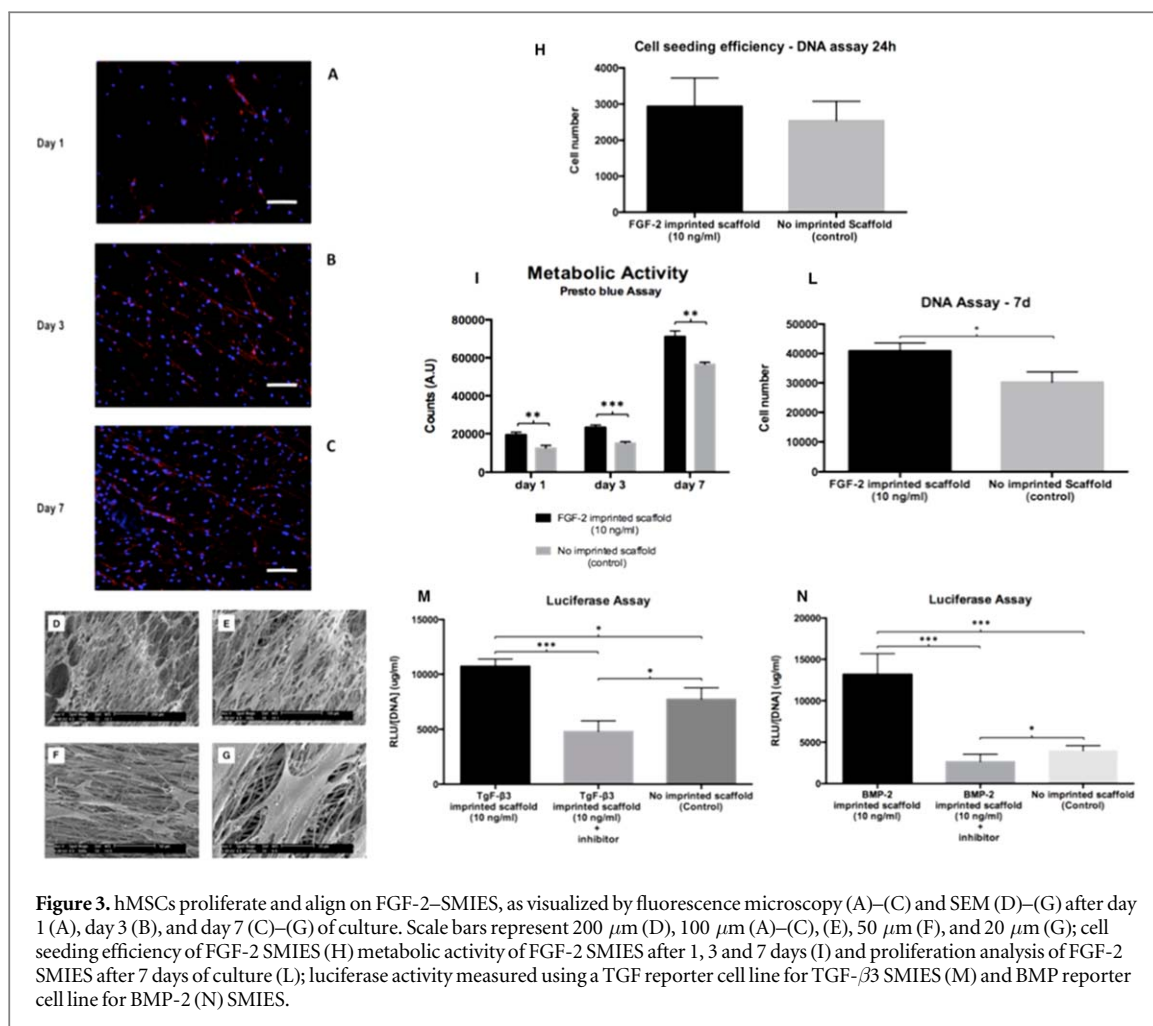 A
Day 1
B
Day 3
C
Day 7
D
E
F
G
H
Cell seeding efficiency - DNA assay 24h
Cell number
4000
3000
2000
1000
0
FGF-2 imprinted scaffold
(10 ng/ml)
No imprinted Scaffold
(control)
I
Metabolic Activity
Presto blue Assay
Counts (A.U)
80000
60000
40000
20000
0
**
***
**
day 1
day 3
day 7
FGF-2 imprinted scaffold
(10 ng/ml)
No imprinted scaffold
(control)
L
DNA Assay - 7d
Cell number
50000
40000
30000
20000
10000
0
*
FGF-2 imprinted scaffold
(10 ng/ml)
No imprinted Scaffold
(control)
M
Luciferase Assay
RLU/[DNA] (ug/ml)
15000
10000
5000
0
*
***
*
TgF-β3
imprinted scaffold
(10 ng/ml)
TgF-β3
imprinted scaffold
(10 ng/ml)
+
inhibitor
No imprinted scaffold
(Control)
N
Luciferase Assay
RLU/[DNA] (ug/ml)
20000
15000
10000
5000
0
***
***
*
BMP-2
imprinted scaffold
(10 ng/ml)
BMP-2
imprinted scaffold
(10 ng/ml)
+
inhibitor
No imprinted scaffold
(Control)
Figure 3. hMSCs proliferate and align on FGF-2–SMIES, as visualized by fluorescence microscopy (A)–(C) and SEM (D)–(G) after day
1 (A), day 3 (B), and day 7 (C)–(G) of culture. Scale bars represent 200 μm (D), 100 μm (A)–(C), (E), 50 μm (F), and 20 μm (G); cell
seeding efficiency of FGF-2 SMIES (H) metabolic activity of FGF-2 SMIES after 1, 3 and 7 days (I) and proliferation analysis of FGF-2
SMIES after 7 days of culture (L); luciferase activity measured using a TGF reporter cell line for TGF-β3 SMIES (M) and BMP reporter
cell line for BMP-2 (N) SMIES.